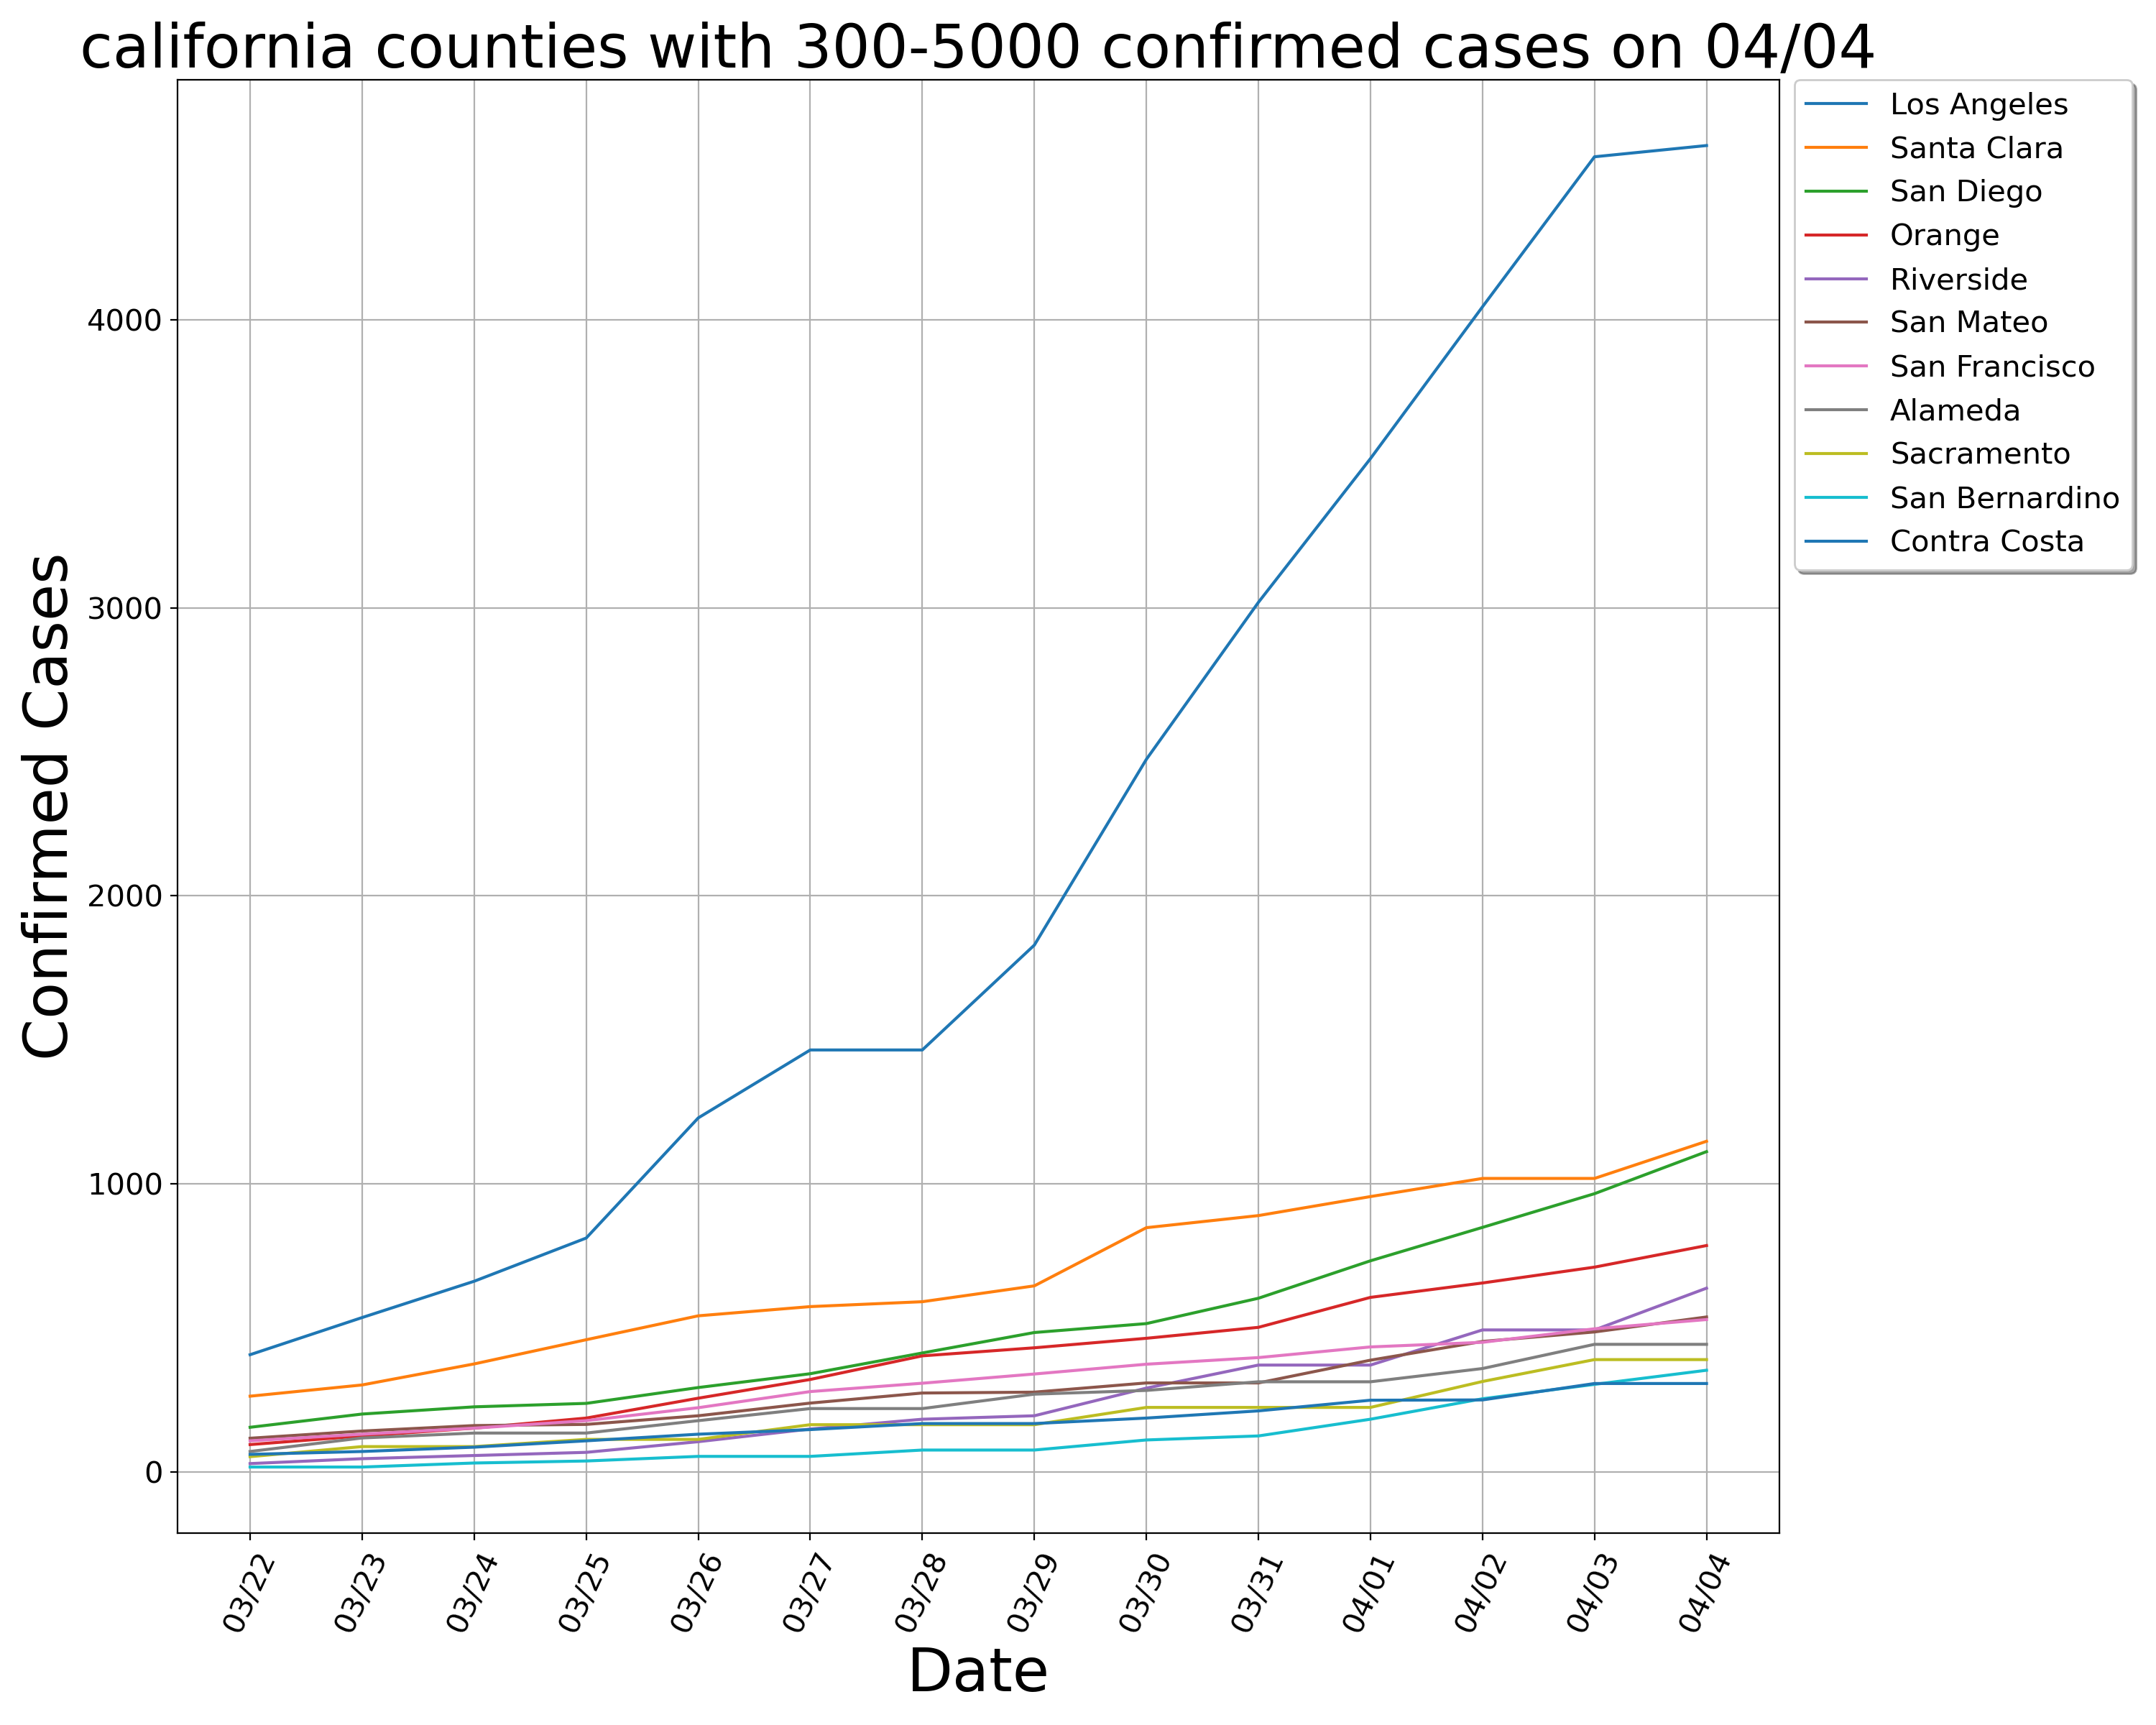 california counties with 300-5000 confirmed cases on 04/04
Los Angeles
Santa Clara
San Diego
Orange
Riverside
San Mateo
San Francisco
Alameda
Sacramento
San Bernardino
Contra Costa
Confirmed Cases
4000
3000
2000
1000
0
03/22
03/23
03/24
03/25
03/26
03/27
03/28
03/29
03/30
03/31
04/01
04/02
04/03
04/04
Date